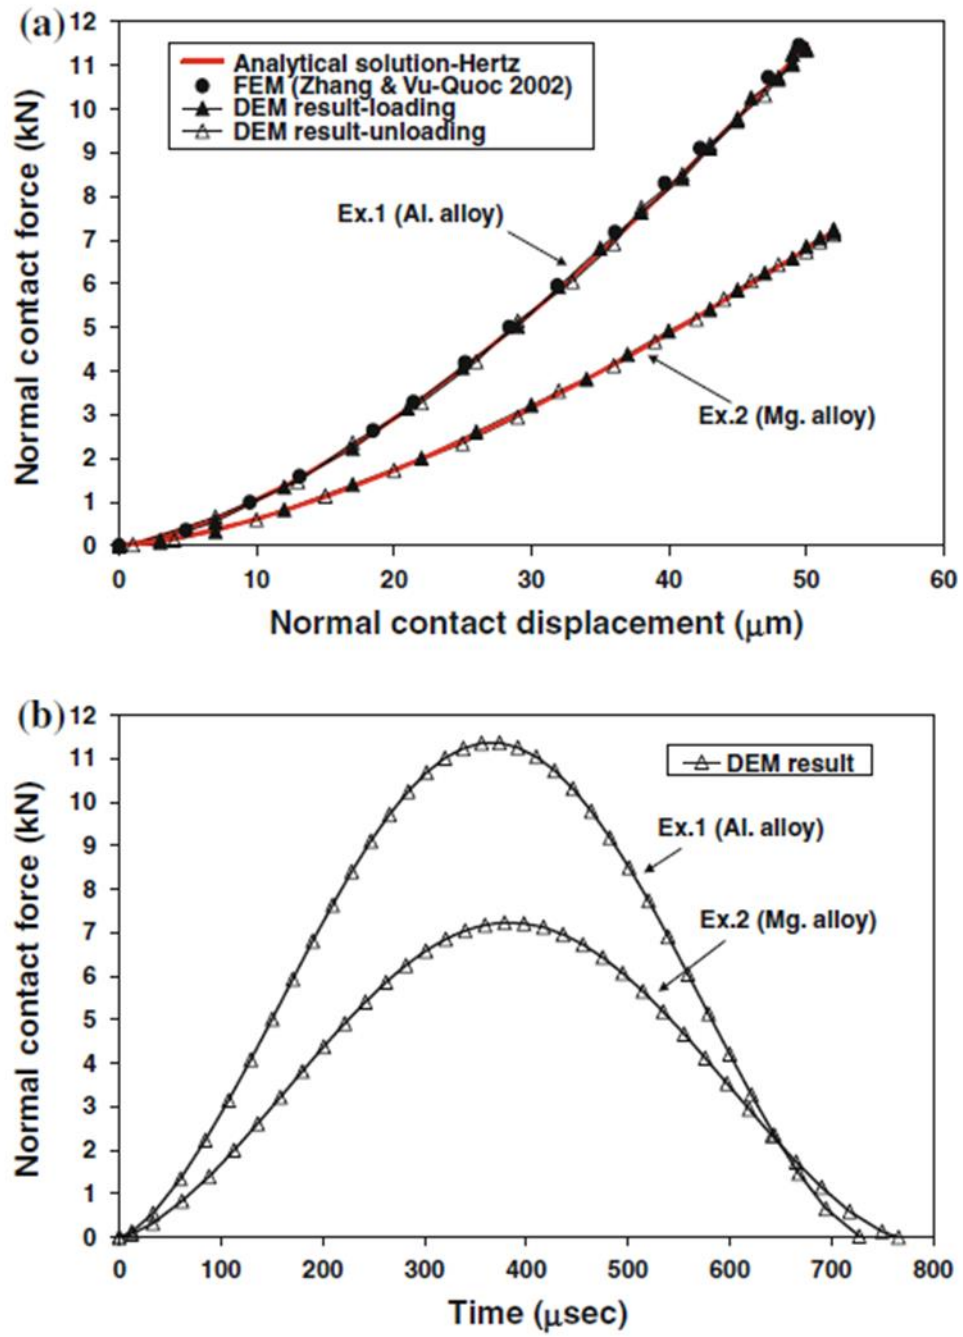 (a)
12
11
10
9
8
7
6
5
4
3
2
1
0
Normal contact force (kN)
Analytical solution-Hertz
FEM (Zhang & Vu-Quoc 2002)
DEM result-loading
DEM result-unloading
Ex.1 (Al. alloy)
Ex.2 (Mg. alloy)
0 10 20 30 40 50 60
Normal contact displacement (μm)
(b)
12
11
10
9
8
7
6
5
4
3
2
1
0
Normal contact force (kN)
DEM result
Ex.1 (Al. alloy)
Ex.2 (Mg. alloy)
0 100 200 300 400 500 600 700 800
Time (μsec)